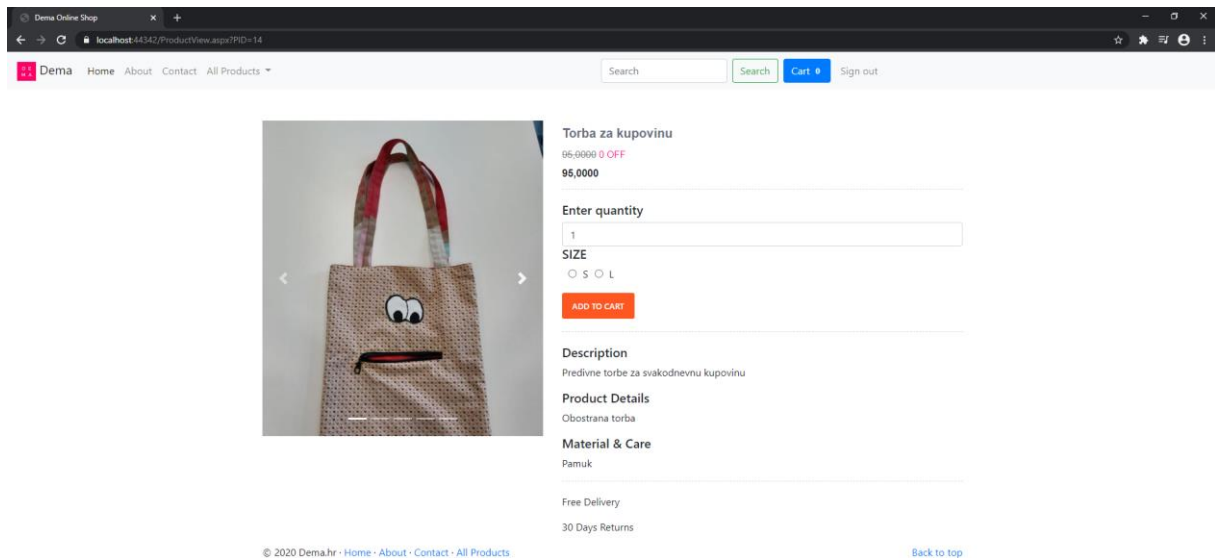 Dema Online Shop
localhost:44342/ProductView.aspx?PID=14
DE
MA
Dema Home About Contact All Products Search Search Cart 0 Sign out
Torba za kupovinu
95,0000 0 OFF
95,0000
Enter quantity
1
SIZE
S L
ADD TO CART
Description
Predivne torbe za svakodnevnu kupovinu
Product Details
Obostrana torba
Material & Care
Pamuk
Free Delivery
30 Days Returns
© 2020 Dema.hr · Home · About · Contact · All Products Back to top